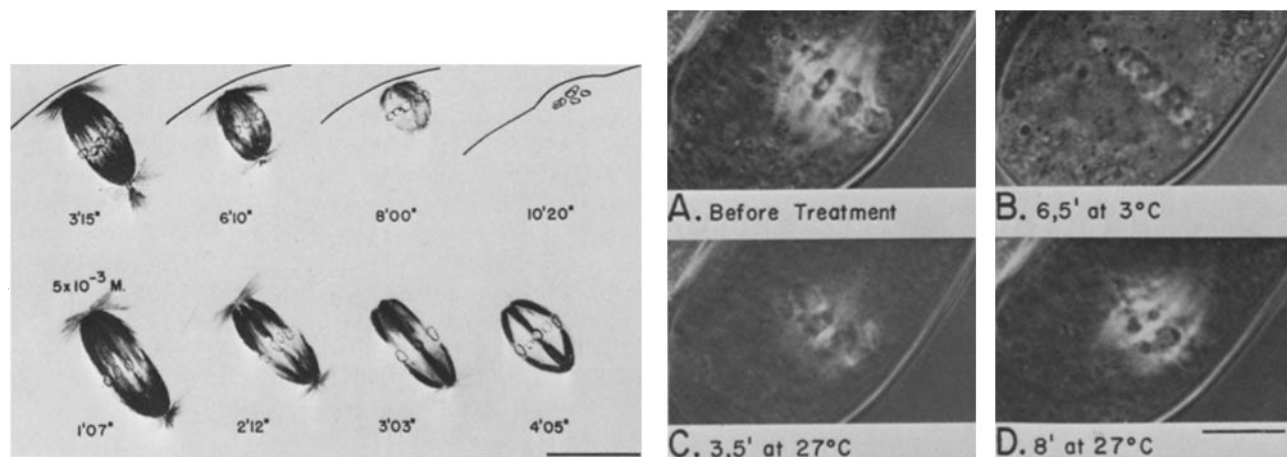 3'15"
6'10"
8'00"
10'20"
5x10⁻³ M.
1'07"
2'12"
3'03"
4'05"
A. Before Treatment
B. 6,5' at 3°C
C. 3,5' at 27°C
D. 8' at 27°C